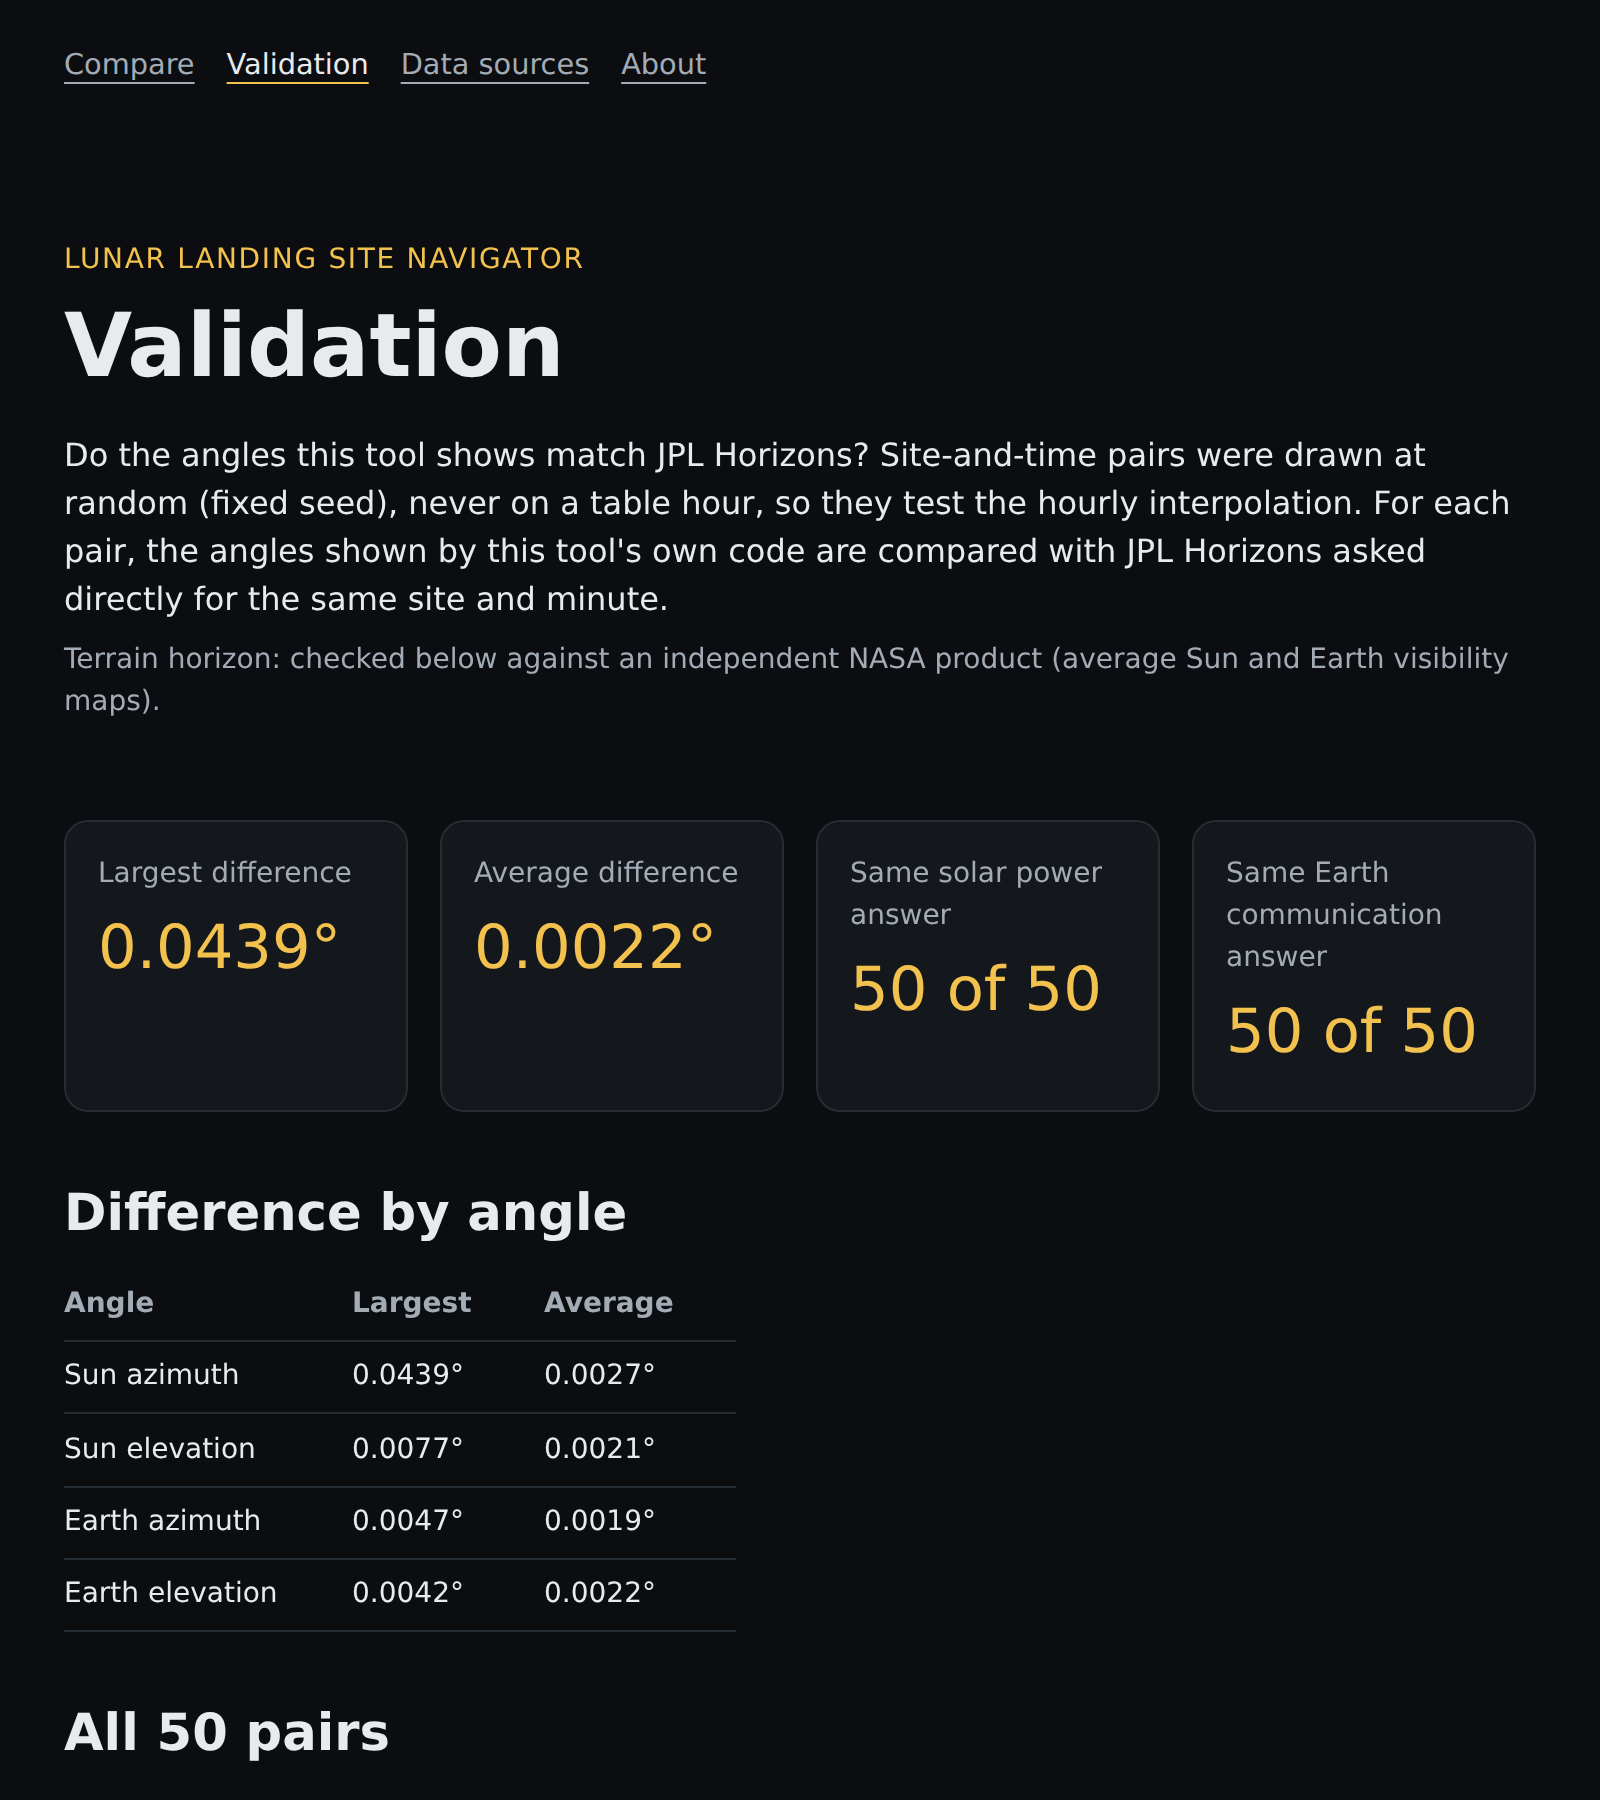 Compare Validation Data sources About
LUNAR LANDING SITE NAVIGATOR
Validation
Do the angles this tool shows match JPL Horizons? Site-and-time pairs were drawn at
random (fixed seed), never on a table hour, so they test the hourly interpolation. For each
pair, the angles shown by this tool's own code are compared with JPL Horizons asked
directly for the same site and minute.
Terrain horizon: checked below against an independent NASA product (average Sun and Earth visibility
maps).
Largest difference
0.0439°
Average difference
0.0022°
Same solar power
answer
50 of 50
Same Earth
communication
answer
50 of 50
Difference by angle
Angle Largest Average
Sun azimuth 0.0439° 0.0027°
Sun elevation 0.0077° 0.0021°
Earth azimuth 0.0047° 0.0019°
Earth elevation 0.0042° 0.0022°
All 50 pairs